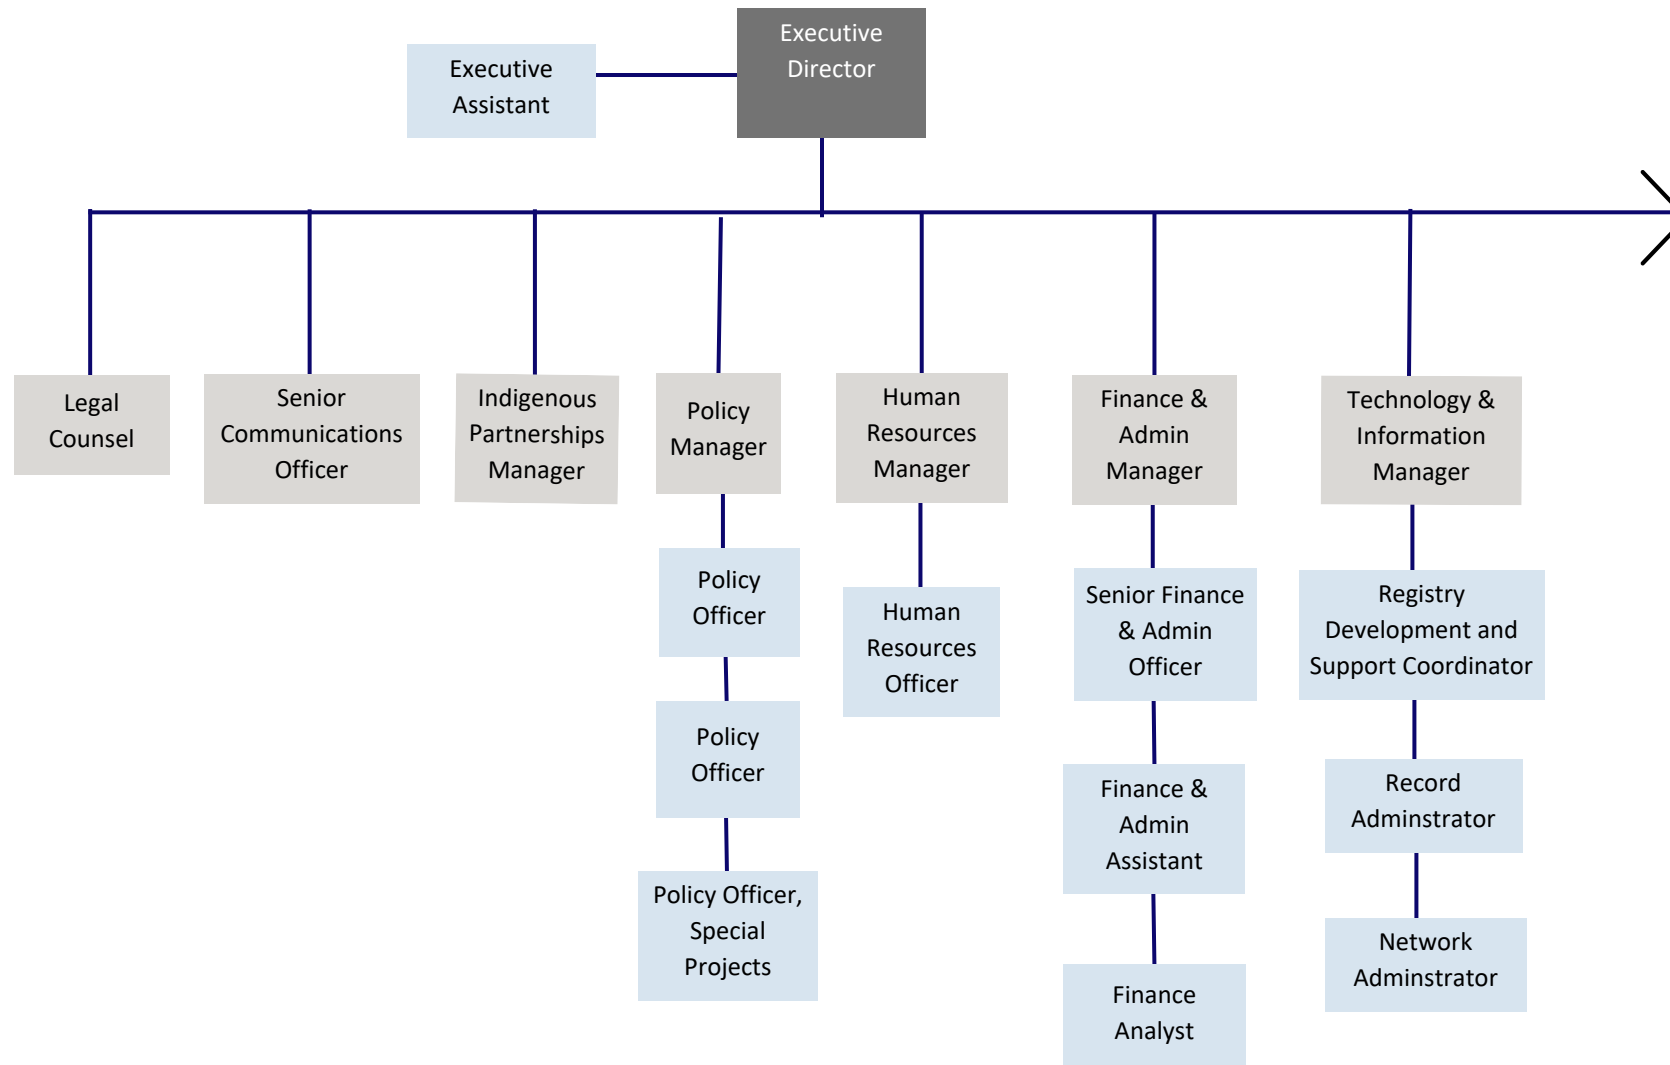 Executive
Director
Executive
Assistant
Legal
Counsel
Senior
Communications
Officer
Indigenous
Partnerships
Manager
Policy
Manager
Human
Resources
Manager
Finance &
Admin
Manager
Technology &
Information
Manager
Policy
Officer
Policy
Officer
Policy Officer,
Special
Projects
Human
Resources
Officer
Senior Finance
& Admin
Officer
Finance &
Admin
Assistant
Finance
Analyst
Registry
Development and
Support Coordinator
Record
Adminstrator
Network
Adminstrator